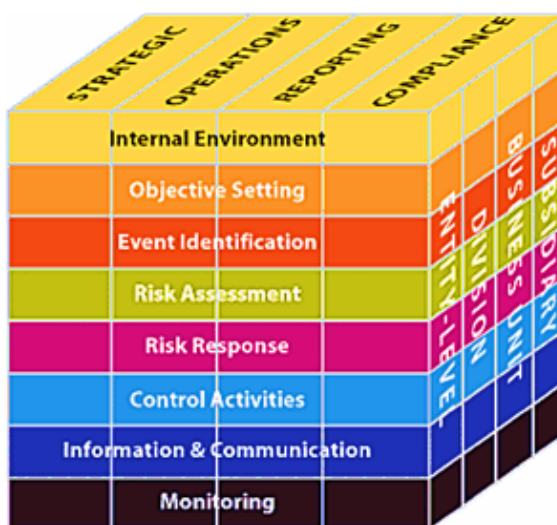 STRATEGIC
OPERATIONS
REPORTING
COMPLIANCE
Internal Environment
Objective Setting
Event Identification
Risk Assessment
Risk Response
Control Activities
Information & Communication
Monitoring
ENTITY-LEVEL
DIVISION
BUSINESS UNIT
SUBSIDIARY